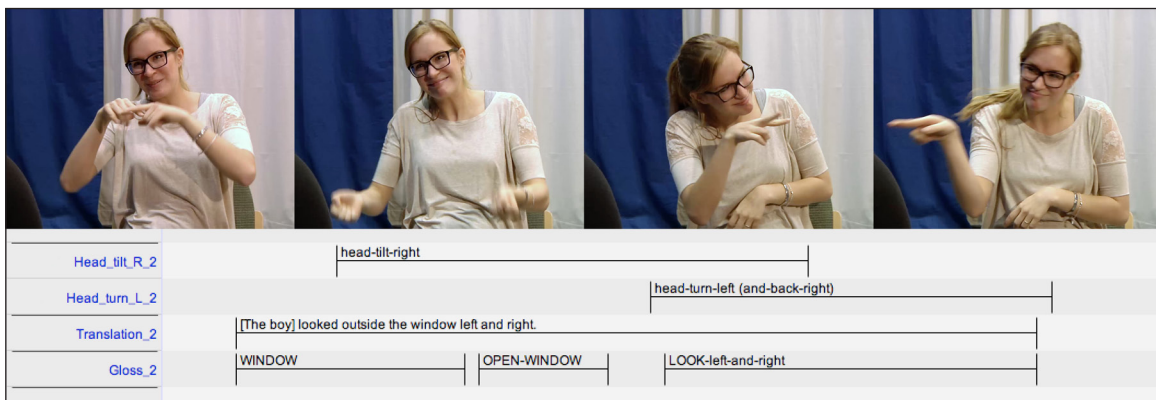 Head_tilt_R_2 head-tilt-right
Head_turn_L_2 head-turn-left (and-back-right)
Translation_2 [The boy] looked outside the window left and right.
Gloss_2 WINDOW OPEN-WINDOW LOOK-left-and-right